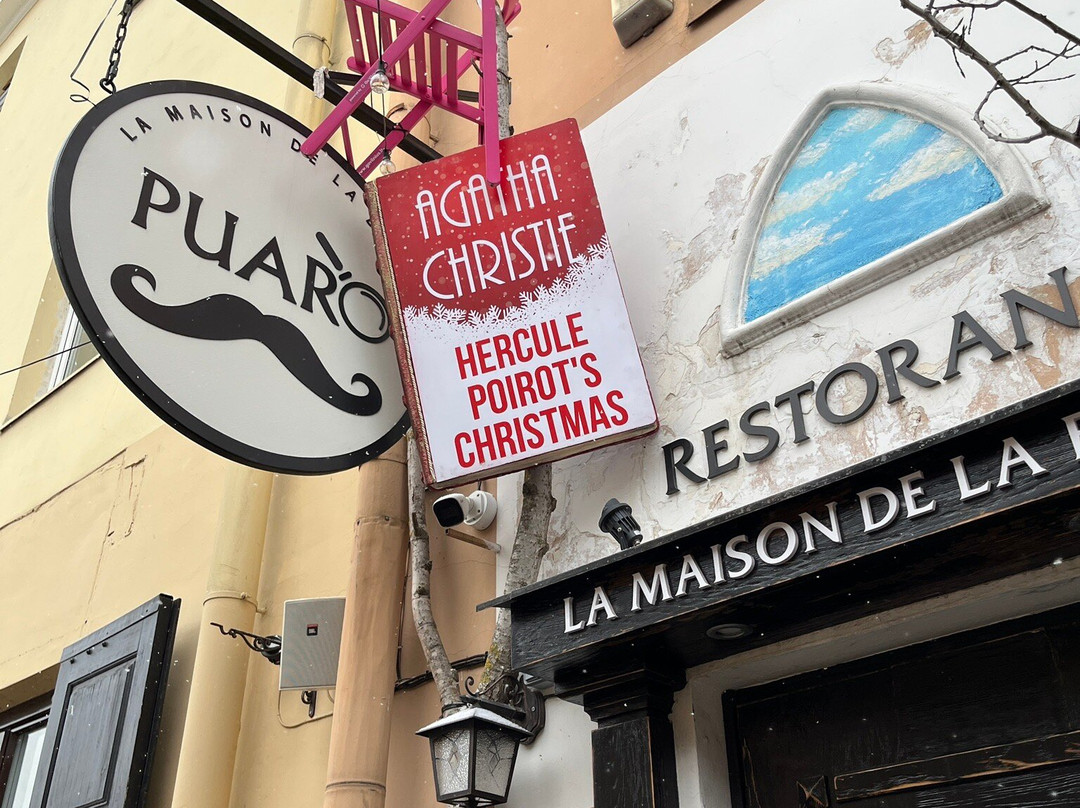 LA MAISON DE LA
PUARO
AGATHA
CHRISTIE
HERCULE
POIROT'S
CHRISTMAS
RESTORAN
LA MAISON DE LA